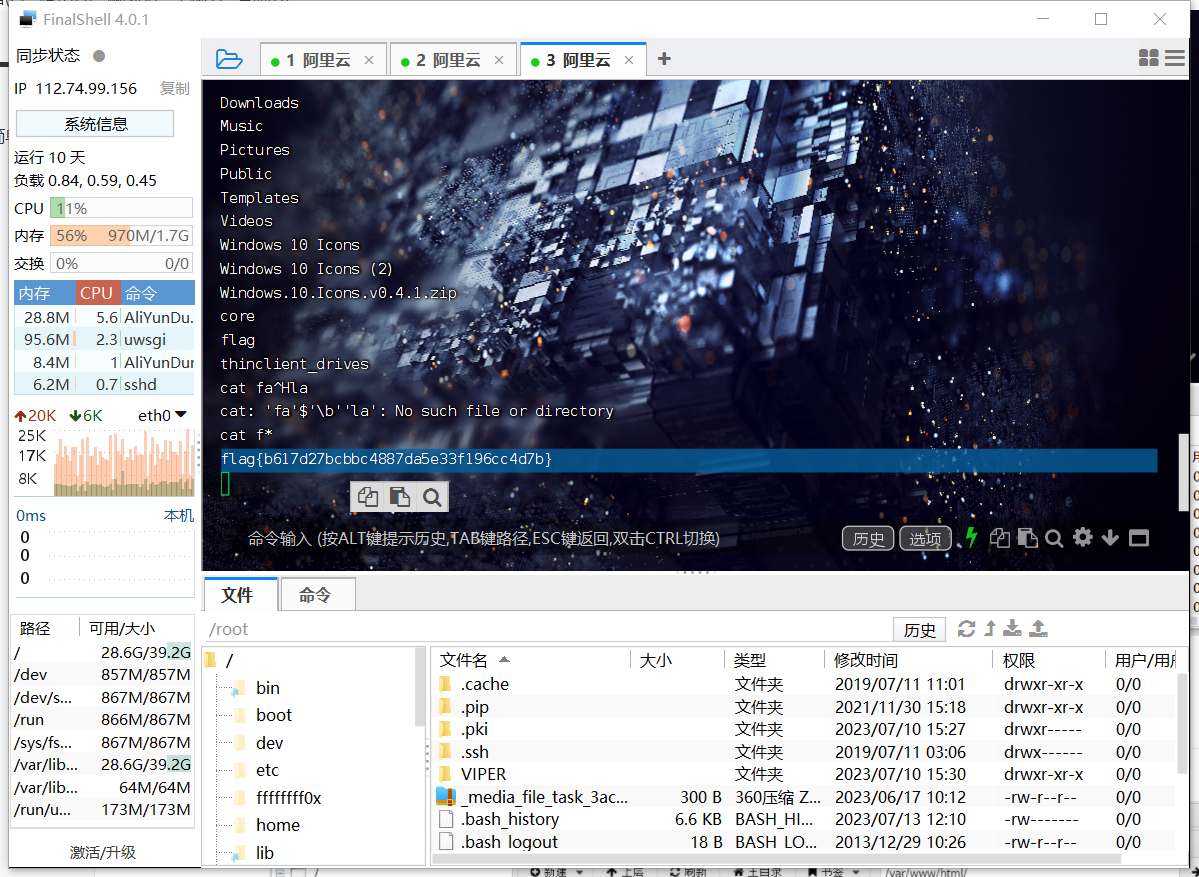 FinalShell 4.0.1
同步状态
IP 112.74.99.156 复制
系统信息
运行 10 天
负载 0.84, 0.59, 0.45
CPU 11%
内存 56% 970M/1.7G
交换 0% 0/0
内存 CPU 命令
28.8M 5.6 AliYunDu.
95.6M 2.3 uwsgi
8.4M 1 AliYunDur
6.2M 0.7 sshd
20K 6K eth0
25K
17K
8K
0ms 本机
0
0
0
路径 可用/大小
/ 28.6G/39.2G
/dev 857M/857M
/dev/s... 867M/867M
/run 866M/867M
/sys/fs... 867M/867M
/var/lib... 28.6G/39.2G
/var/lib... 64M/64M
/run/u... 173M/173M
激活/升级
1 阿里云
2 阿里云
3 阿里云
Downloads
Music
Pictures
Public
Templates
Videos
Windows 10 Icons
Windows 10 Icons (2)
Windows.10.Icons.v0.4.1.zip
core
flag
thinclient_drives
cat fa^Hla
cat: 'fa'$'\b''la': No such file or directory
cat f*
flag{b617d27bcbbc4887da5e33f196cc4d7b}
命令输入 (按ALT键提示历史,TAB键路径,ESC键返回,双击CTRL切换)
历史 选项
文件 命令
/root 历史
/
bin
boot
dev
etc
ffffffff0x
home
lib
文件名 大小 类型 修改时间 权限 用户/用户
.cache 文件夹 2019/07/11 11:01 drwxr-xr-x 0/0
.pip 文件夹 2021/11/30 15:18 drwxr-xr-x 0/0
.pki 文件夹 2023/07/10 15:27 drwxr----- 0/0
.ssh 文件夹 2019/07/11 03:06 drwx------ 0/0
VIPER 文件夹 2023/07/10 15:30 drwxr-xr-x 0/0
_media_file_task_3ac... 300 B 360压缩 Z... 2023/06/17 10:12 -rw-r--r-- 0/0
.bash_history 6.6 KB BASH_HI... 2023/07/13 12:10 -rw------- 0/0
.bash_logout 18 B BASH_LO... 2013/12/29 10:26 -rw-r--r-- 0/0
新建 上层 刷新 主目录 书签 /var/www/html/